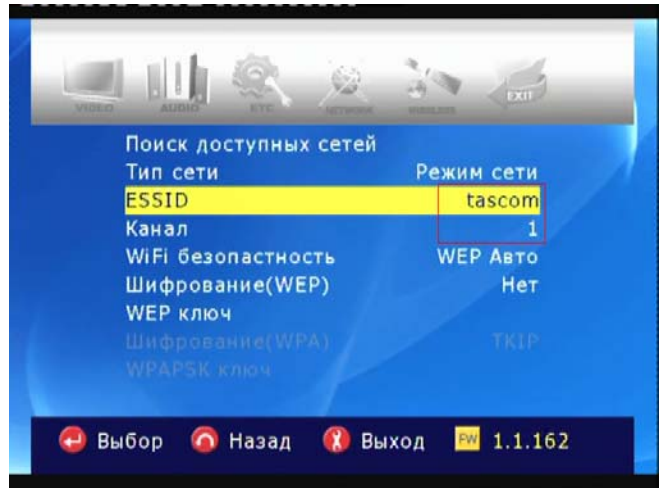 VIDEO AUDIO ETC NETWORK WIRELESS EXIT
Поиск доступных сетей
Тип сети Режим сети
ESSID tascom
Канал 1
WiFi безопастность WEP Авто
Шифрование(WEP) Нет
WEP ключ
Шифрование(WPA) TKIP
WPAPSK ключ
Выбор Назад Выход FW 1.1.162